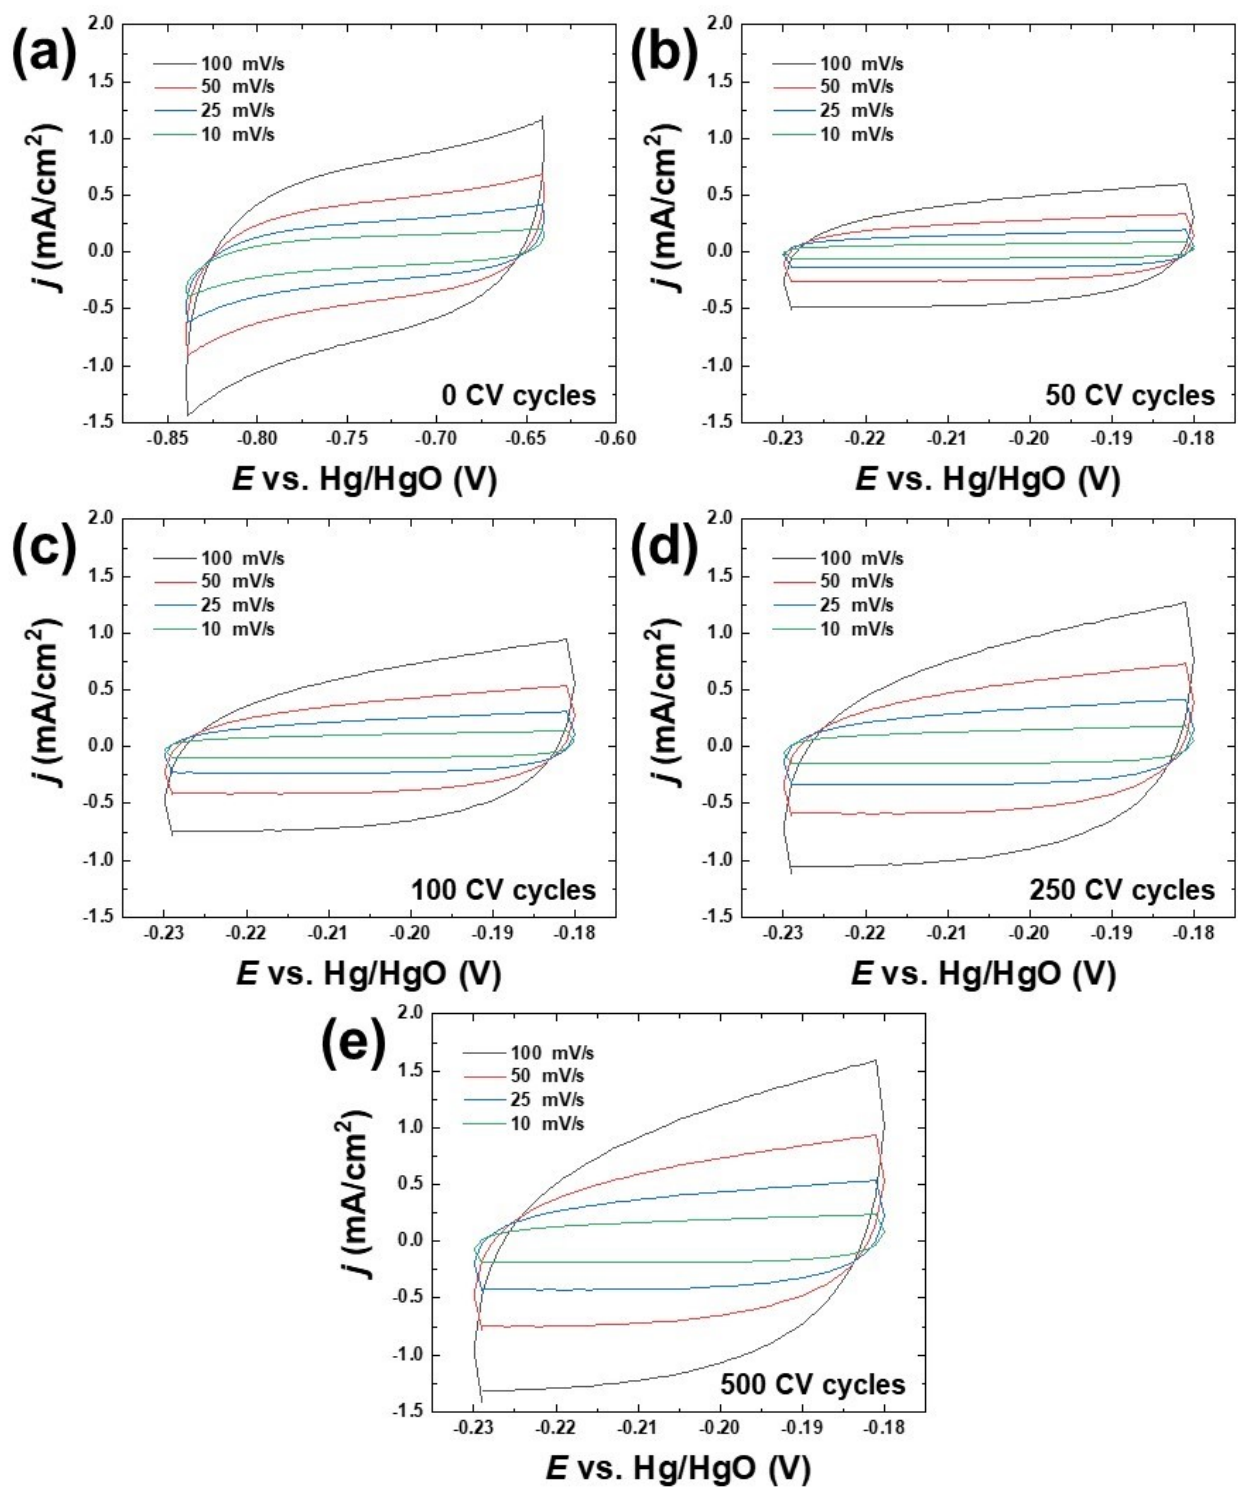 (a)
2.0
1.5
1.0
0.5
0.0
-0.5
-1.0
-1.5
j (mA/cm²)
100 mV/s
50 mV/s
25 mV/s
10 mV/s
0 CV cycles
-0.85 -0.80 -0.75 -0.70 -0.65 -0.60
E vs. Hg/HgO (V)
(b)
2.0
1.5
1.0
0.5
0.0
-0.5
-1.0
-1.5
j (mA/cm²)
100 mV/s
50 mV/s
25 mV/s
10 mV/s
50 CV cycles
-0.23 -0.22 -0.21 -0.20 -0.19 -0.18
E vs. Hg/HgO (V)
(c)
2.0
1.5
1.0
0.5
0.0
-0.5
-1.0
-1.5
j (mA/cm²)
100 mV/s
50 mV/s
25 mV/s
10 mV/s
100 CV cycles
-0.23 -0.22 -0.21 -0.20 -0.19 -0.18
E vs. Hg/HgO (V)
(d)
2.0
1.5
1.0
0.5
0.0
-0.5
-1.0
-1.5
j (mA/cm²)
100 mV/s
50 mV/s
25 mV/s
10 mV/s
250 CV cycles
-0.23 -0.22 -0.21 -0.20 -0.19 -0.18
E vs. Hg/HgO (V)
(e)
2.0
1.5
1.0
0.5
0.0
-0.5
-1.0
-1.5
j (mA/cm²)
100 mV/s
50 mV/s
25 mV/s
10 mV/s
500 CV cycles
-0.23 -0.22 -0.21 -0.20 -0.19 -0.18
E vs. Hg/HgO (V)